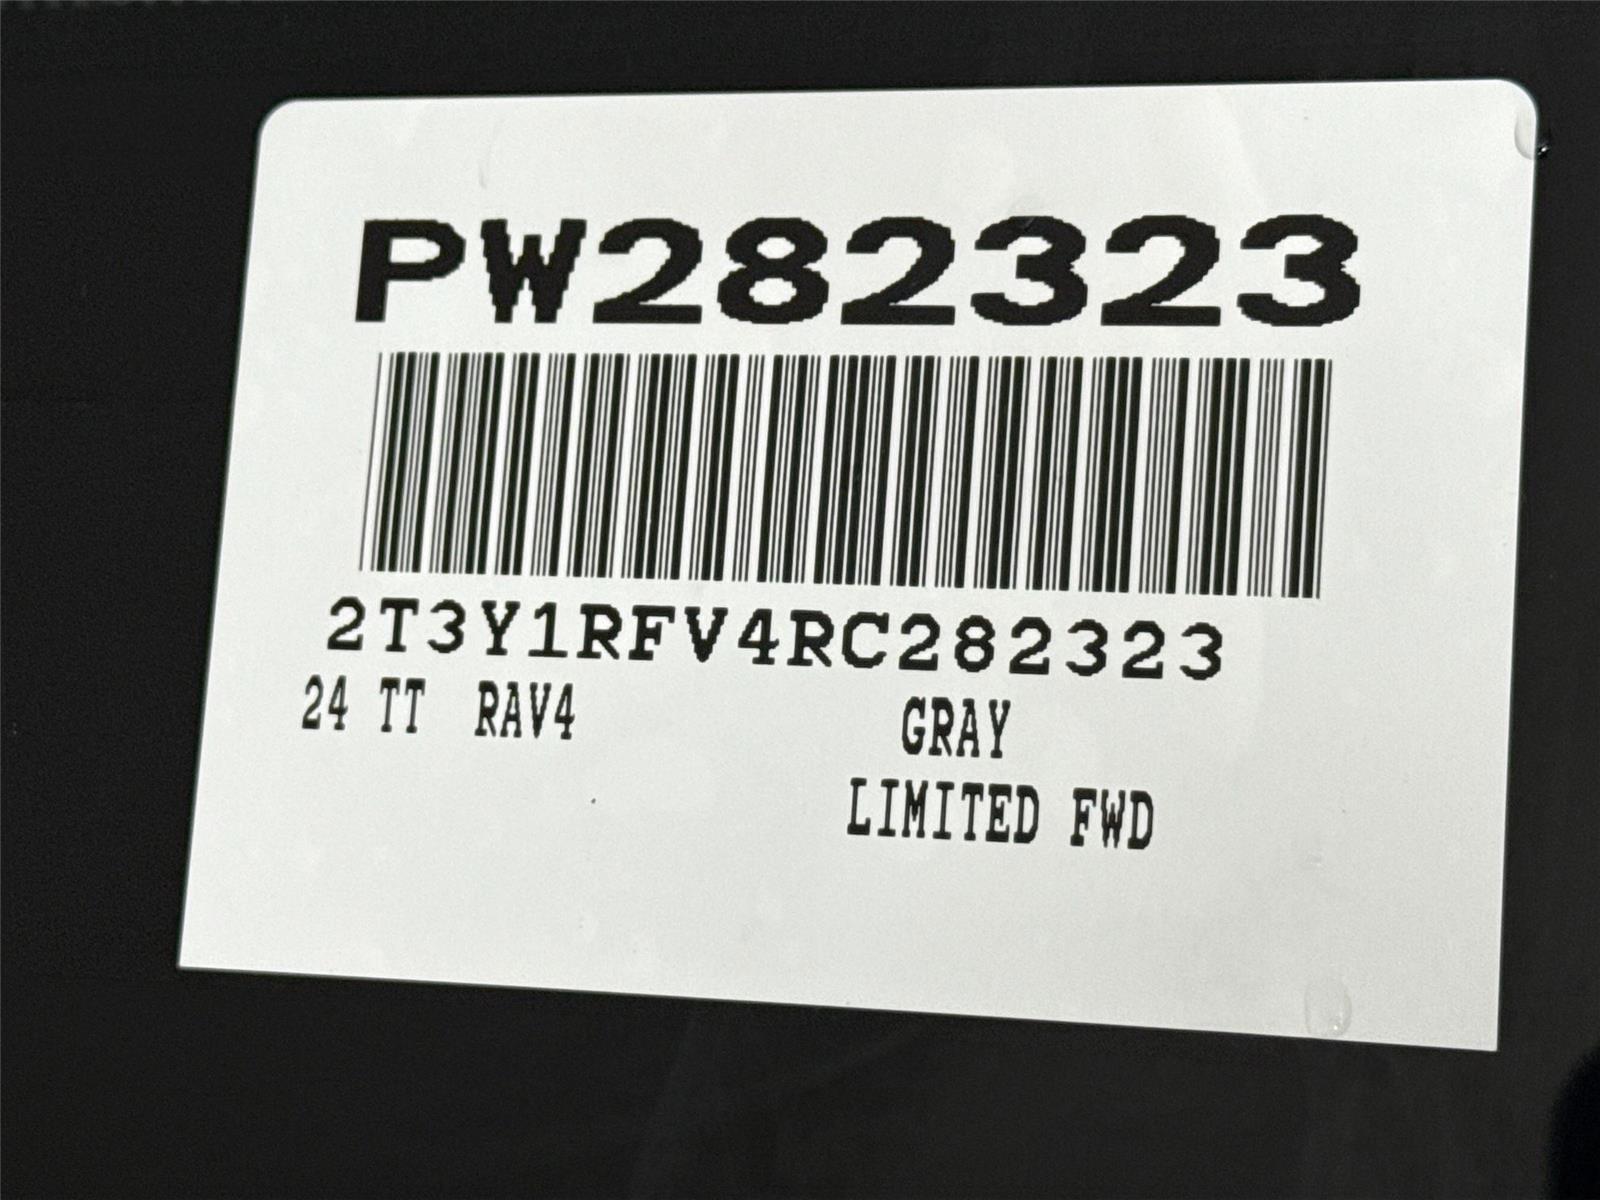 PW282323
2T3Y1RFV4RC282323
24 TT RAV4 GRAY
LIMITED FWD